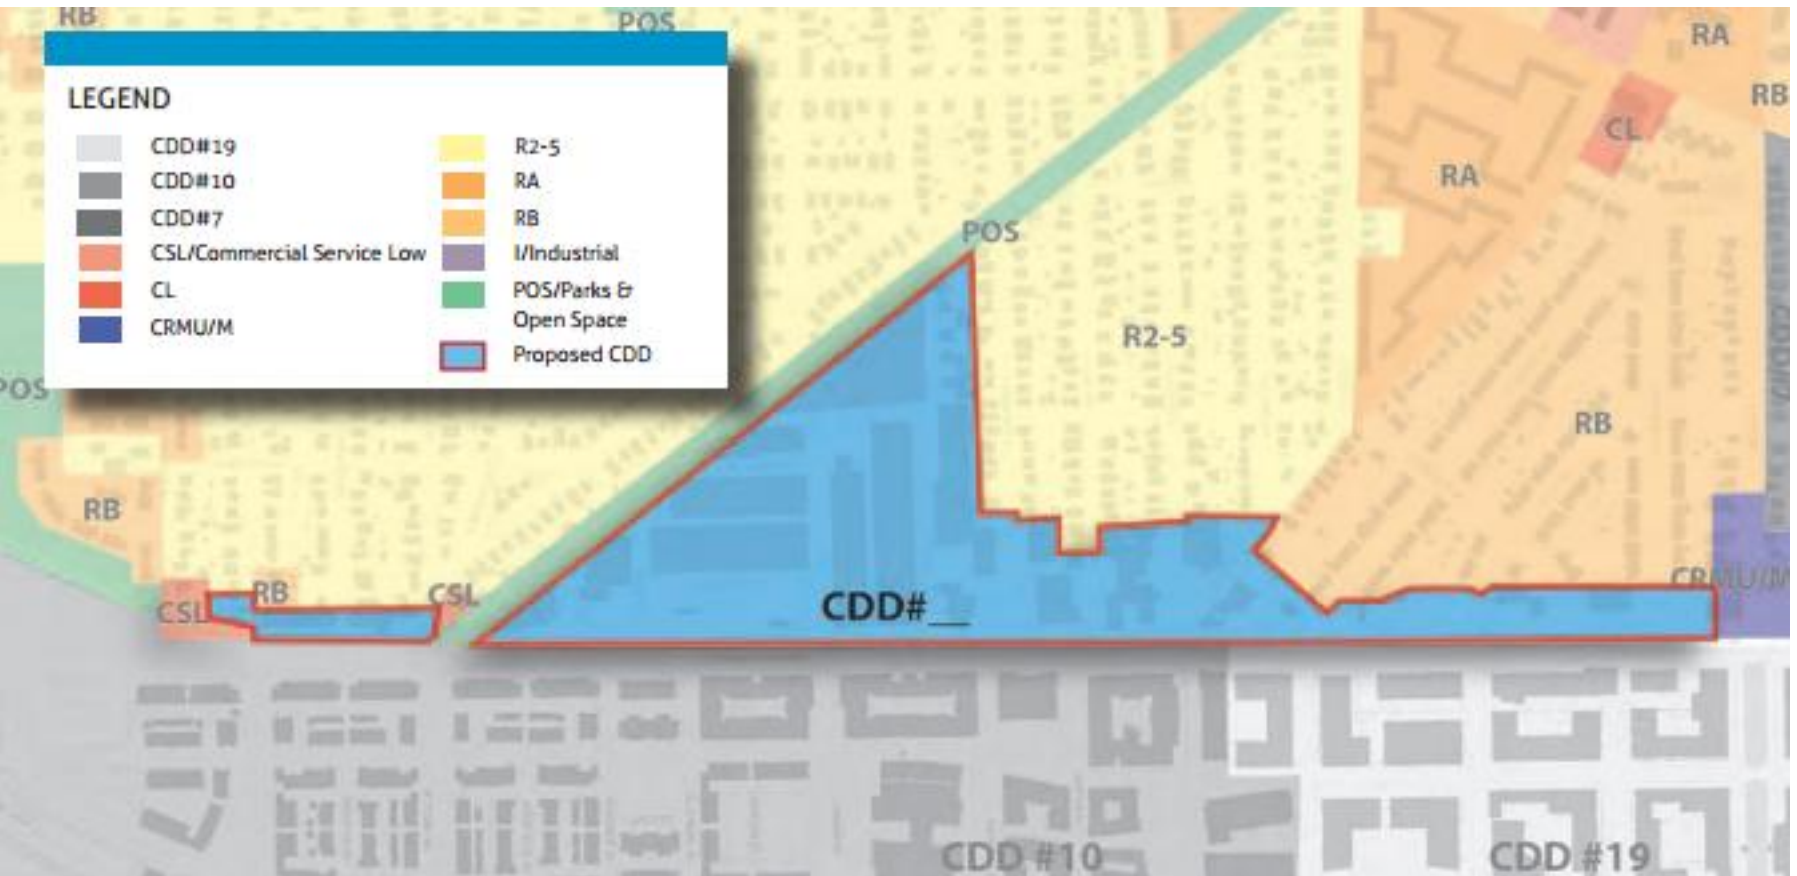 RB
POS
RA
LEGEND
CDD#19
R2-5
CDD#10
RA
CDD#7
RB
CSL/Commercial Service Low
I/Industrial
CL
POS/Parks &
Open Space
CRMU/M
Proposed CDD
RB
CL
RA
POS
R2-5
POS
RB
RB
CRMU/M
RB
CSL
CSL
CDD#__
CDD #10
CDD #19